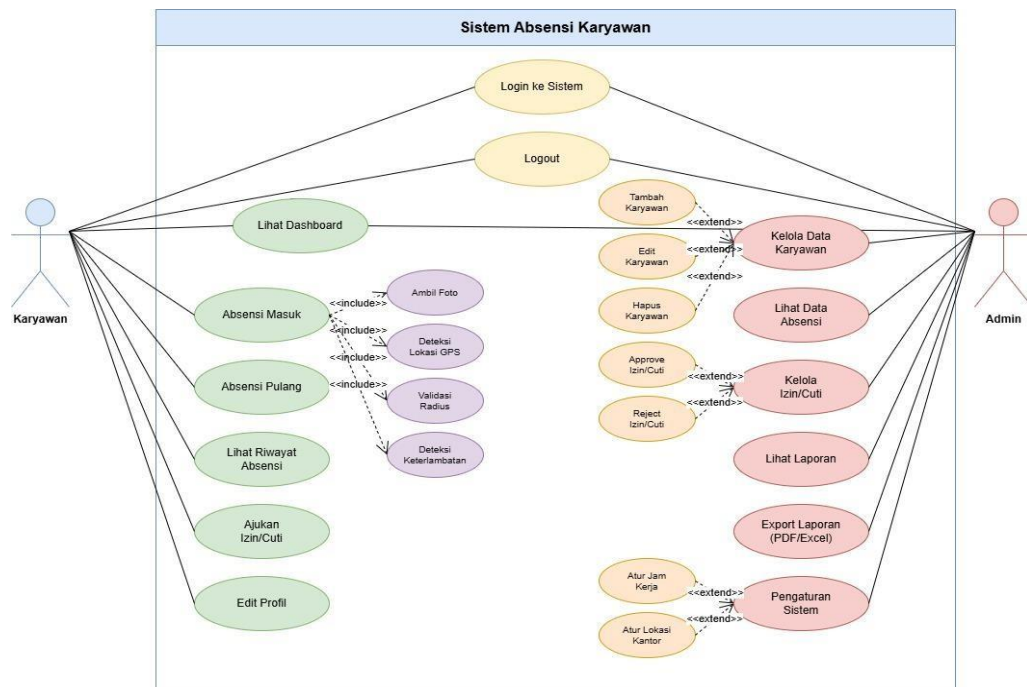 Sistem Absensi Karyawan
Login ke Sistem
Logout
Karyawan
Admin
Lihat Dashboard
Absensi Masuk
Absensi Pulang
Lihat Riwayat
Absensi
Ajukan
Izin/Cuti
Edit Profil
<<include>>
<<include>>
<<include>>
Ambil Foto
Deteksi
Lokasi GPS
Validasi
Radius
Deteksi
Keterlambatan
Tambah
Karyawan
Edit
Karyawan
Hapus
Karyawan
<<extend>>
<<extend>>
<<extend>>
Kelola Data
Karyawan
Lihat Data
Absensi
Approve
Izin/Cuti
Reject
Izin/Cuti
<<extend>>
<<extend>>
Kelola
Izin/Cuti
Lihat Laporan
Export Laporan
(PDF/Excel)
Atur Jam
Kerja
Atur Lokasi
Kantor
<<extend>>
<<extend>>
Pengaturan
Sistem